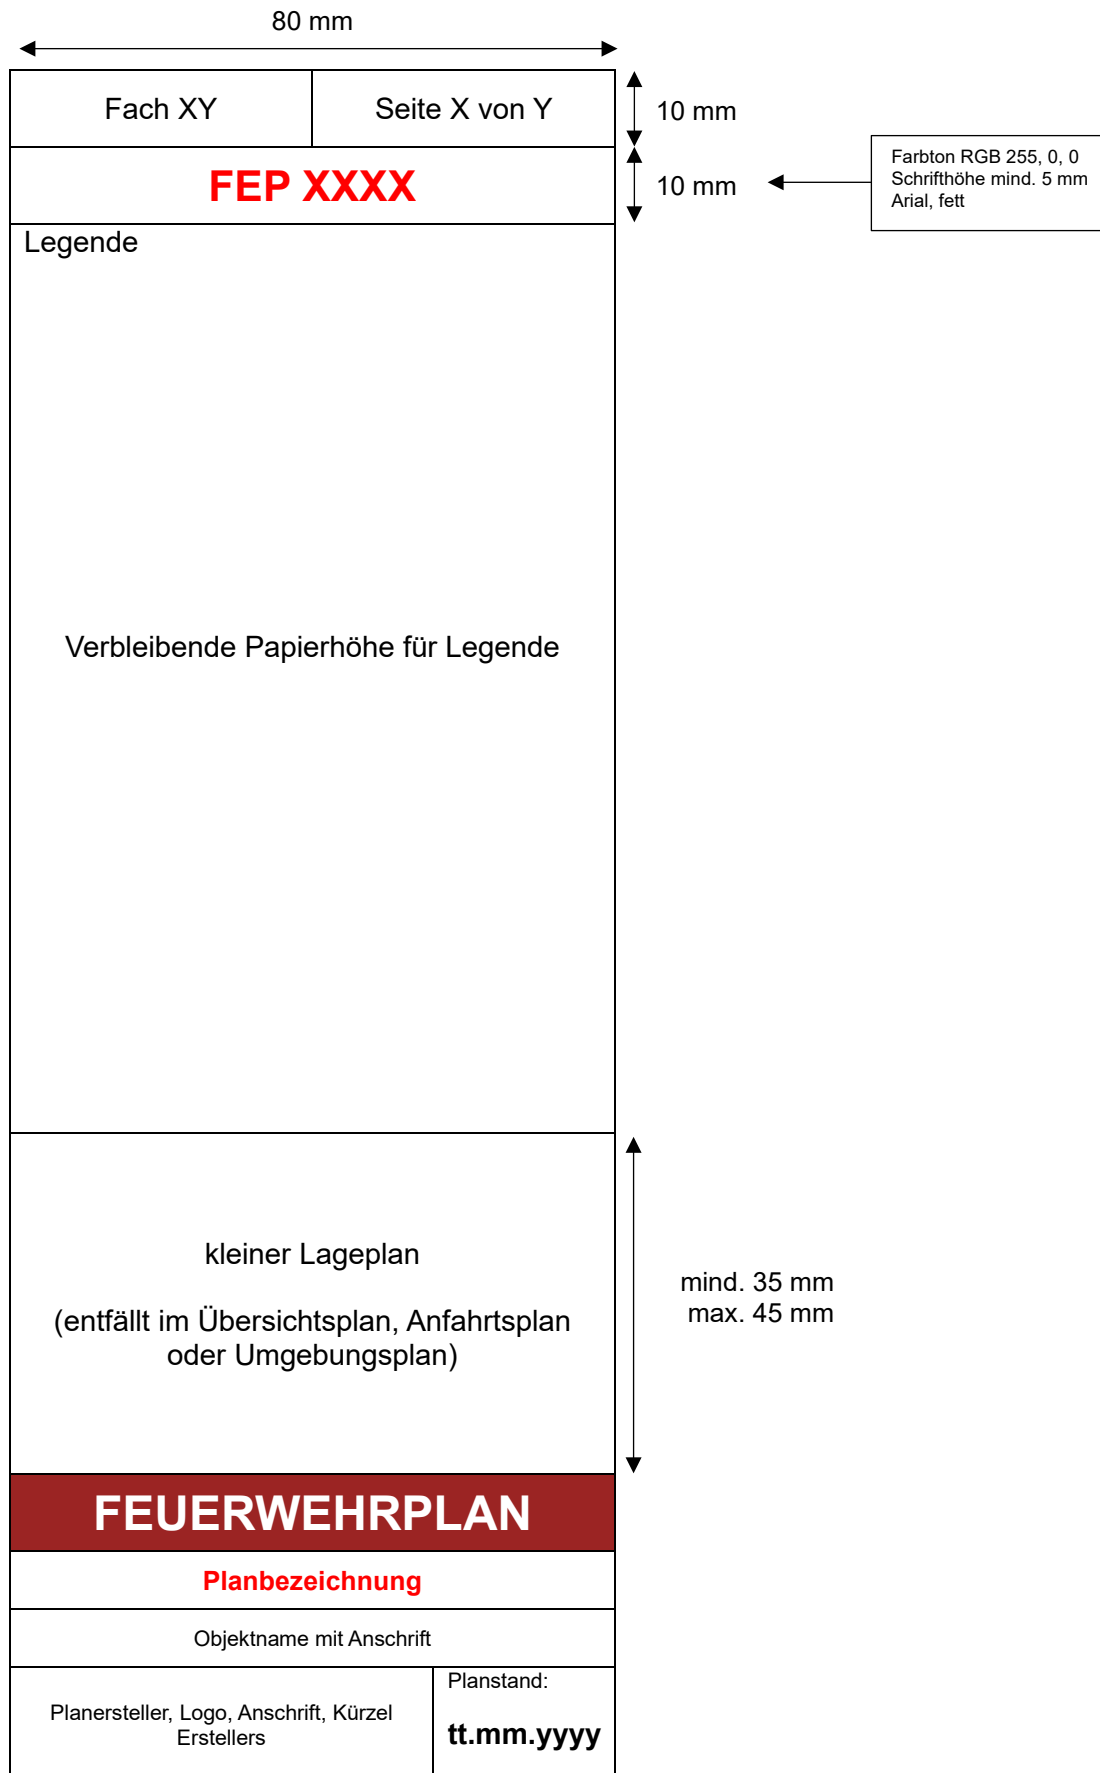 80 mm
Fach XY
Seite X von Y
10 mm
FEP XXXX
10 mm
Farbton RGB 255, 0, 0
Schrifthöhe mind. 5 mm
Arial, fett
Legende
Verbleibende Papierhöhe für Legende
kleiner Lageplan
(entfällt im Übersichtsplan, Anfahrtsplan
oder Umgebungsplan)
mind. 35 mm
max. 45 mm
FEUERWEHRPLAN
Planbezeichnung
Objektname mit Anschrift
Planersteller, Logo, Anschrift, Kürzel
Erstellers
Planstand:
tt.mm.yyyy